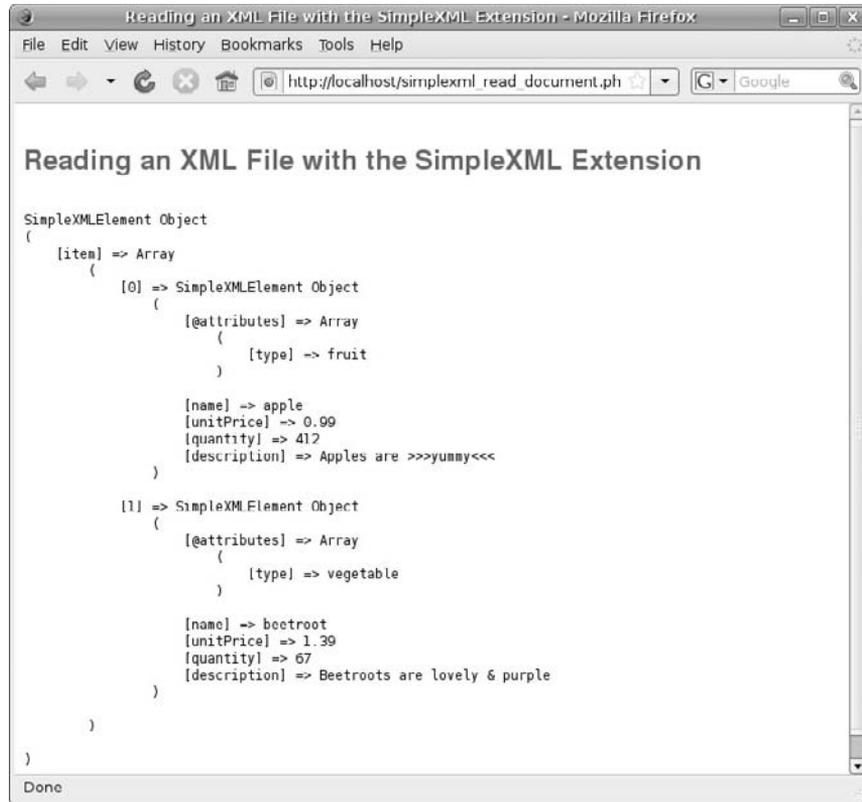 Reading an XML File with the SimpleXML Extension - Mozilla Firefox
File Edit View History Bookmarks Tools Help
http://localhost/simplexml_read_document.ph
G
Google
Reading an XML File with the SimpleXML Extension
SimpleXMLElement Object
(
[item] => Array
(
[0] => SimpleXMLElement Object
(
[@attributes] => Array
(
[type] => fruit
)
[name] => apple
[unitPrice] => 0.99
[quantity] => 412
[description] => Apples are >>>yummy<<<
)
[1] => SimpleXMLElement Object
(
[@attributes] => Array
(
[type] => vegetable
)
[name] => beetroot
[unitPrice] => 1.39
[quantity] => 67
[description] => Beetroots are lovely & purple
)
)
)
Done